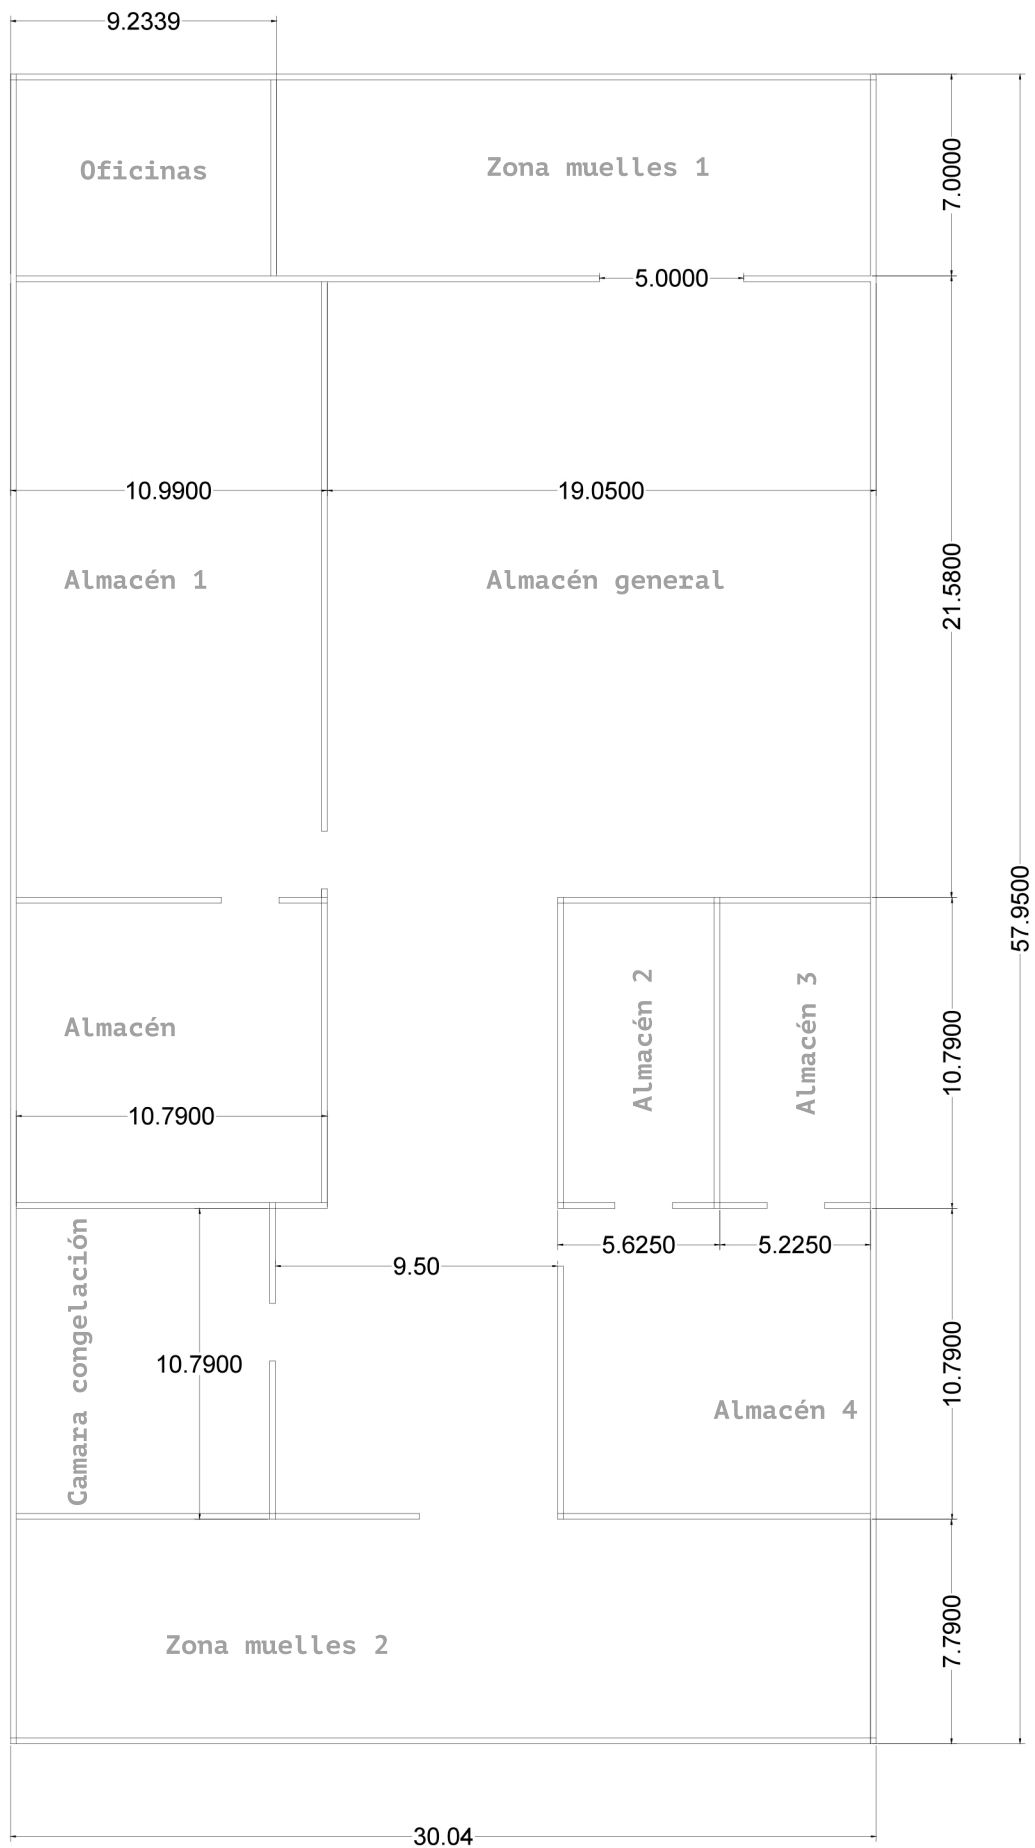 9.2339
Oficinas
Zona muelles 1
7.0000
5.0000
10.9900
19.0500
Almacén 1
Almacén general
21.5800
57.9500
Almacén
Almacén 2
Almacén 3
10.7900
10.7900
5.6250
5.2250
9.50
Camara congelación
10.7900
10.7900
Almacén 4
Zona muelles 2
7.7900
30.04